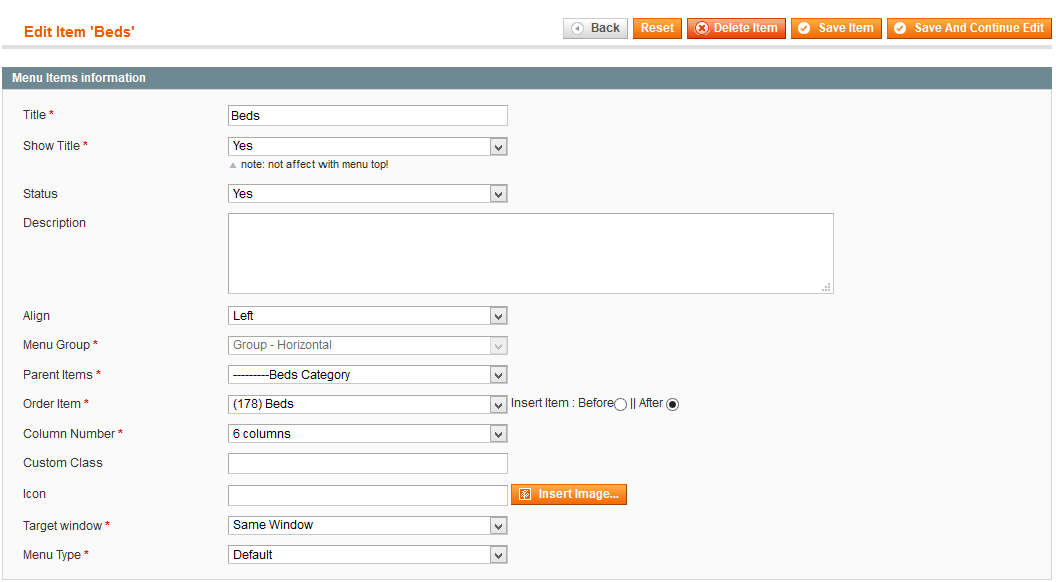 Edit Item 'Beds'
Back Reset Delete Item Save Item Save And Continue Edit
Menu Items information
Title * Beds
Show Title * Yes
note: not affect with menu top!
Status Yes
Description
Align Left
Menu Group * Group - Horizontal
Parent Items * ---------Beds Category
Order Item * (178) Beds Insert Item : Before || After
Column Number * 6 columns
Custom Class
Icon Insert Image...
Target window * Same Window
Menu Type * Default